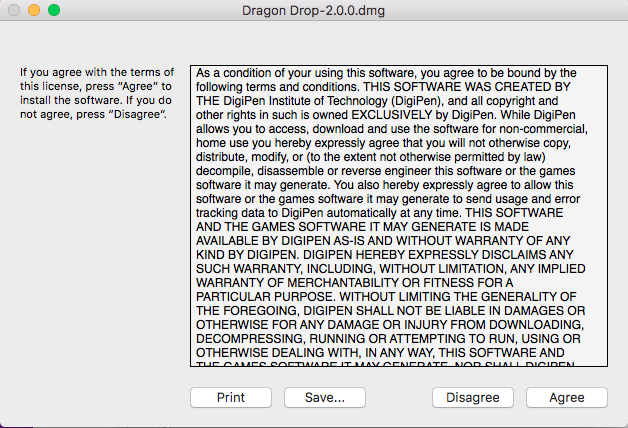 Dragon Drop-2.0.0.dmg
If you agree with the terms of
this license, press "Agree" to
install the software. If you do
not agree, press "Disagree".
As a condition of your using this software, you agree to be bound by the
following terms and conditions. THIS SOFTWARE WAS CREATED BY
THE DigiPen Institute of Technology (DigiPen), and all copyright and
other rights in such is owned EXCLUSIVELY by DigiPen. While DigiPen
allows you to access, download and use the software for non-commercial,
home use you hereby expressly agree that you will not otherwise copy,
distribute, modify, or (to the extent not otherwise permitted by law)
decompile, disassemble or reverse engineer this software or the games
software it may generate. You also hereby expressly agree to allow this
software or the games software it may generate to send usage and error
tracking data to DigiPen automatically at any time. THIS SOFTWARE
AND THE GAMES SOFTWARE IT MAY GENERATE IS MADE
AVAILABLE BY DIGIPEN AS-IS AND WITHOUT WARRANTY OF ANY
KIND BY DIGIPEN. DIGIPEN HEREBY EXPRESSLY DISCLAIMS ANY
SUCH WARRANTY, INCLUDING, WITHOUT LIMITATION, ANY IMPLIED
WARRANTY OF MERCHANTABILITY OR FITNESS FOR A
PARTICULAR PURPOSE. WITHOUT LIMITING THE GENERALITY OF
THE FOREGOING, DIGIPEN SHALL NOT BE LIABLE IN DAMAGES OR
OTHERWISE FOR ANY DAMAGE OR INJURY FROM DOWNLOADING,
DECOMPRESSING, RUNNING OR ATTEMPTING TO RUN, USING OR
OTHERWISE DEALING WITH, IN ANY WAY, THIS SOFTWARE AND
THE GAMES SOFTWARE IT MAY GENERATE, NOR SHALL DIGIPEN
Print
Save...
Disagree
Agree